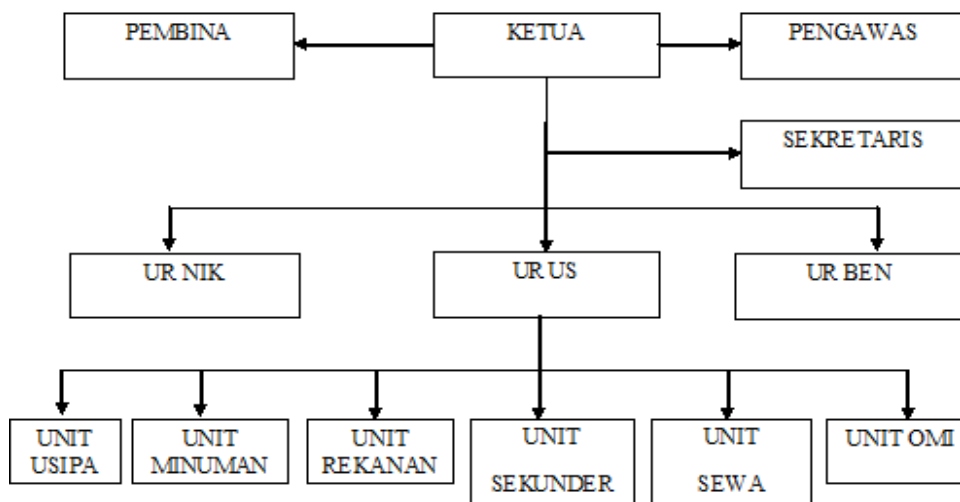 PEMBINA
KETUA
PENGAWAS
SEKRETARIS
UR NIK
UR US
UR BEN
UNIT
USIPA
UNIT
MINUMAN
UNIT
REKANAN
UNIT
SEKUNDER
UNIT
SEWA
UNIT OMI